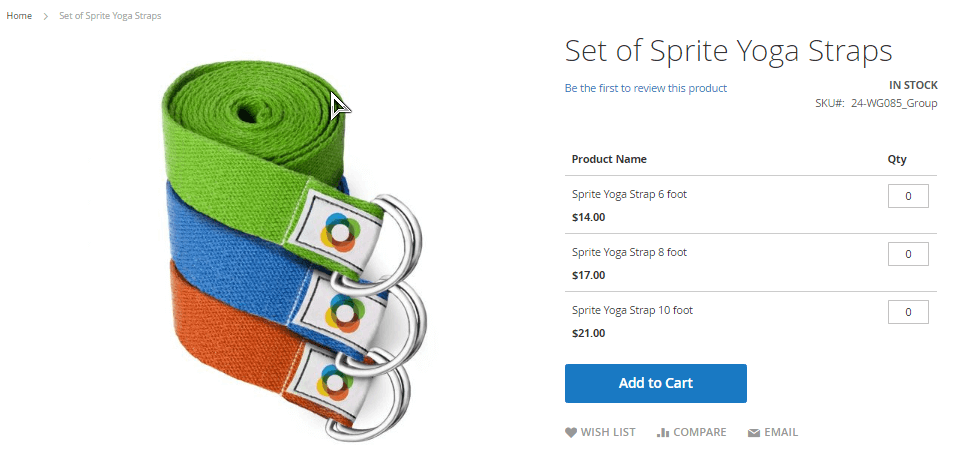 Home > Set of Sprite Yoga Straps
Set of Sprite Yoga Straps
Be the first to review this product
IN STOCK
SKU#: 24-WG085_Group
Product Name Qty
Sprite Yoga Strap 6 foot 0
$14.00
Sprite Yoga Strap 8 foot 0
$17.00
Sprite Yoga Strap 10 foot 0
$21.00
Add to Cart
WISH LIST COMPARE EMAIL